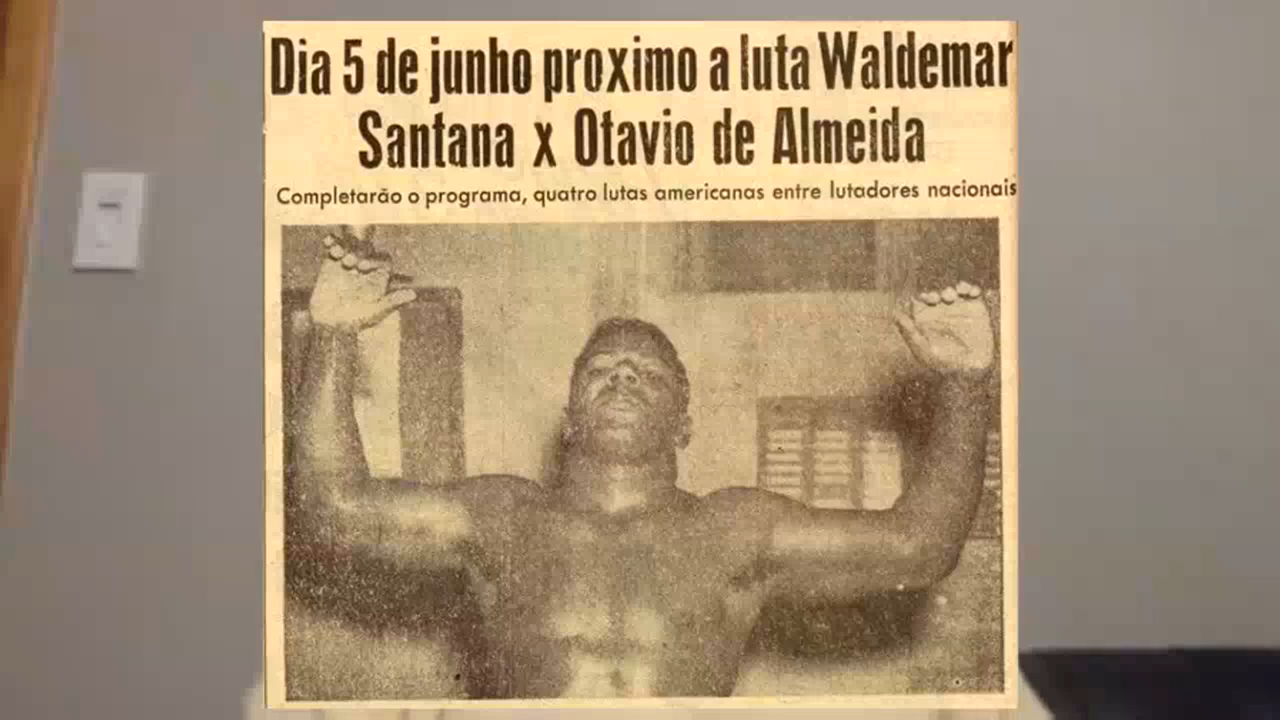 Dia 5 de junho proximo a luta Waldemar
Santana x Otavio de Almeida
Completarão o programa, quatro lutas americanas entre lutadores nacionais